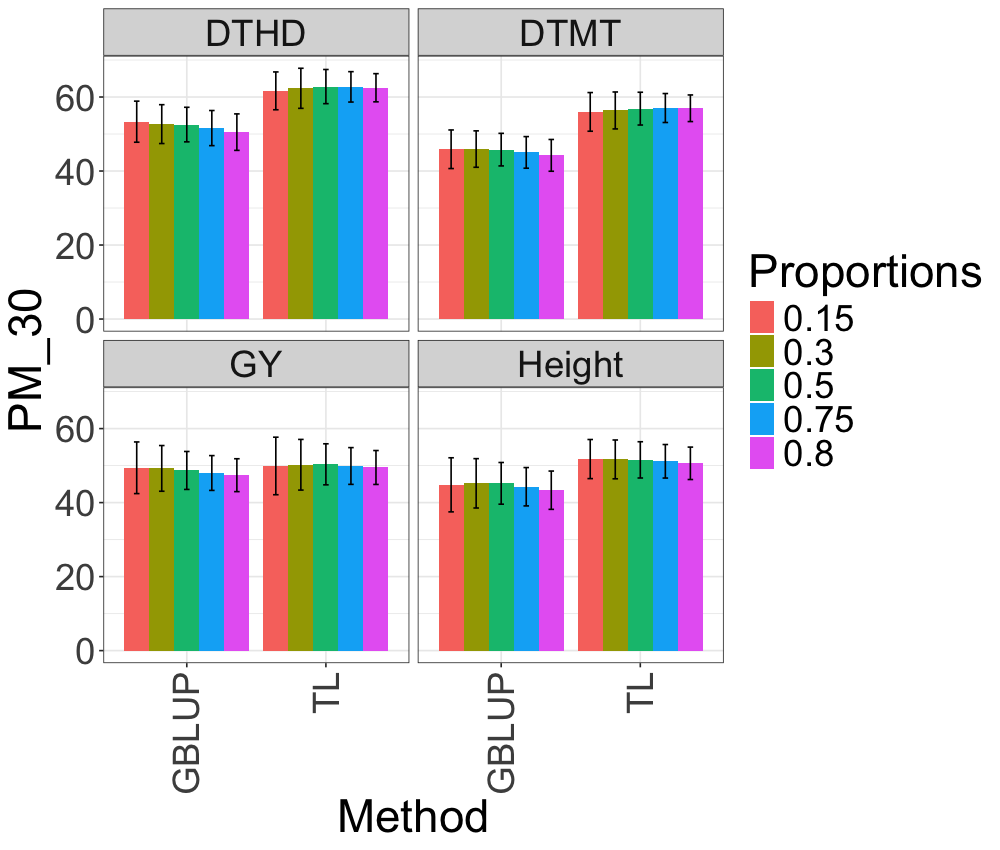 DTHD
DTMT
60
40
20
0
GY
Height
60
40
20
0
PM_30
GBLUP
TL
GBLUP
TL
Method
Proportions
0.15
0.3
0.5
0.75
0.8